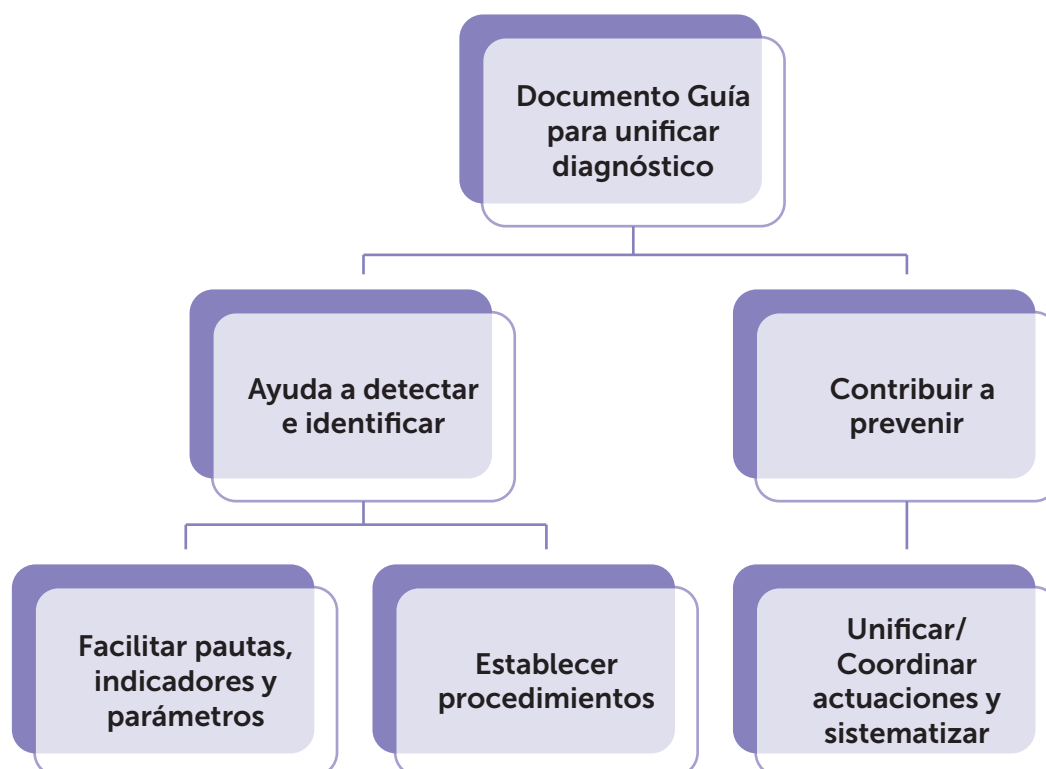 Documento Guía
para unificar
diagnóstico
Ayuda a detectar
e identificar
Contribuir a
prevenir
Facilitar pautas,
indicadores y
parámetros
Establecer
procedimientos
Unificar/
Coordinar
actuaciones y
sistematizar